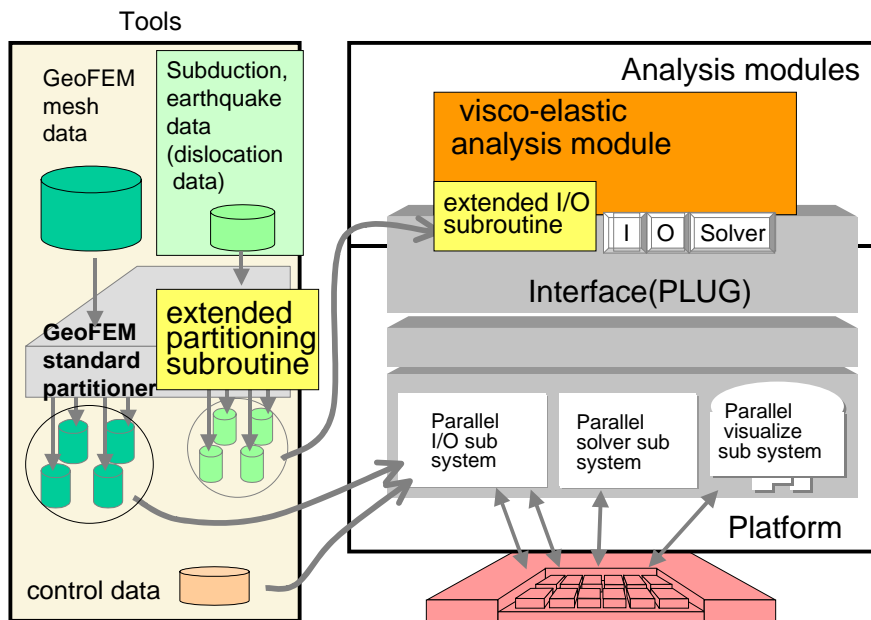 Tools
GeoFEM
mesh
data
Subduction,
earthquake
data
(dislocation
data)
GeoFEM
standard
partitioner
extended
partitioning
subroutine
control data
Analysis modules
visco-elastic
analysis module
extended I/O
subroutine
I
O
Solver
Interface(PLUG)
Parallel
I/O sub
system
Parallel
solver sub
system
Parallel
visualize
sub system
Platform